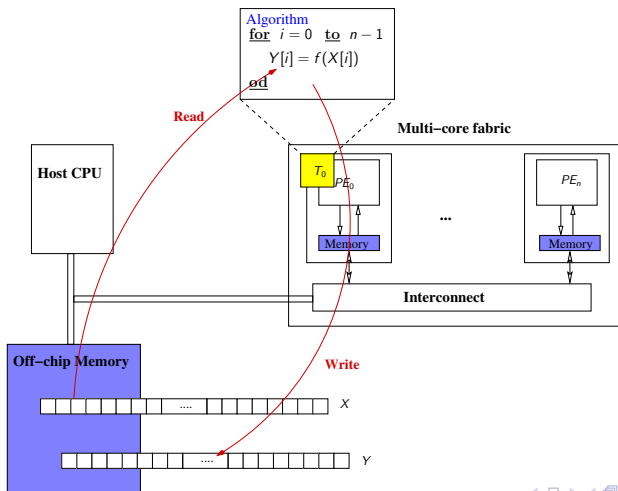 Algorithm
for i = 0 to n − 1
Y[i] = f(X[i])
od
Read
Multi−core fabric
Host CPU
T0
PE0
PEn
...
Memory
Memory
Interconnect
Off−chip Memory
Write
....
X
....
Y